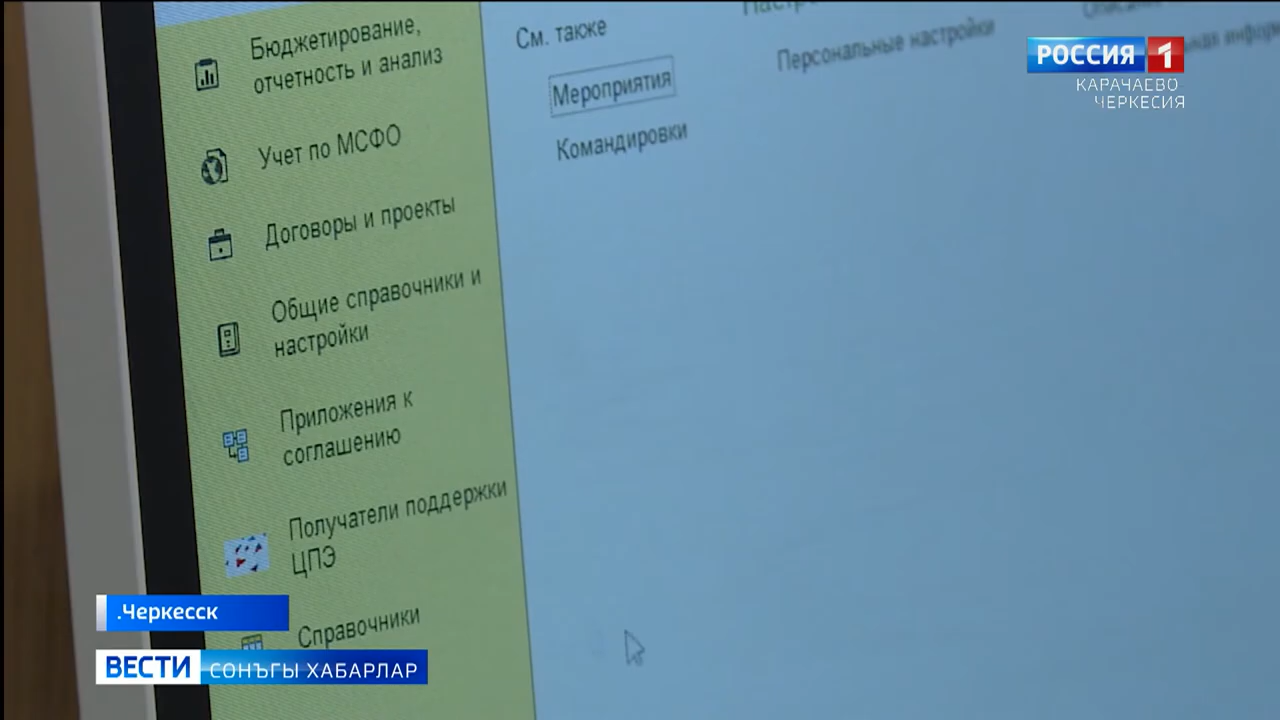 Бюджетирование,
отчетность и анализ
Учет по МСФО
Договоры и проекты
Общие справочники и
настройки
Приложения к
соглашению
Получатели поддержки
ЦПЭ
Справочники
См. также
Мероприятия
Командировки
Персональные настройки
РОССИЯ 1
КАРАЧАЕВО
ЧЕРКЕСИЯ
.Черкесск
ВЕСТИ СОНЪГЫ ХАБАРЛАР